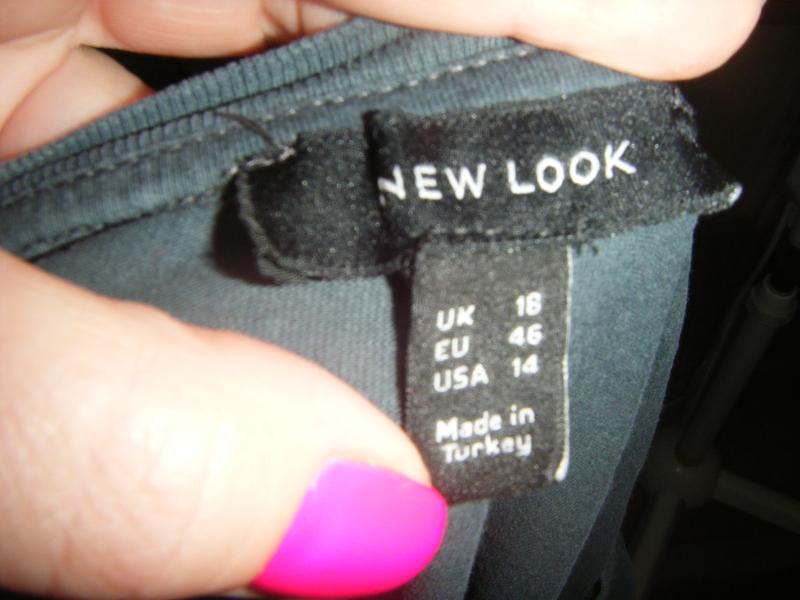 NEW LOOK
UK 18
EU 46
USA 14
Made in
Turkey